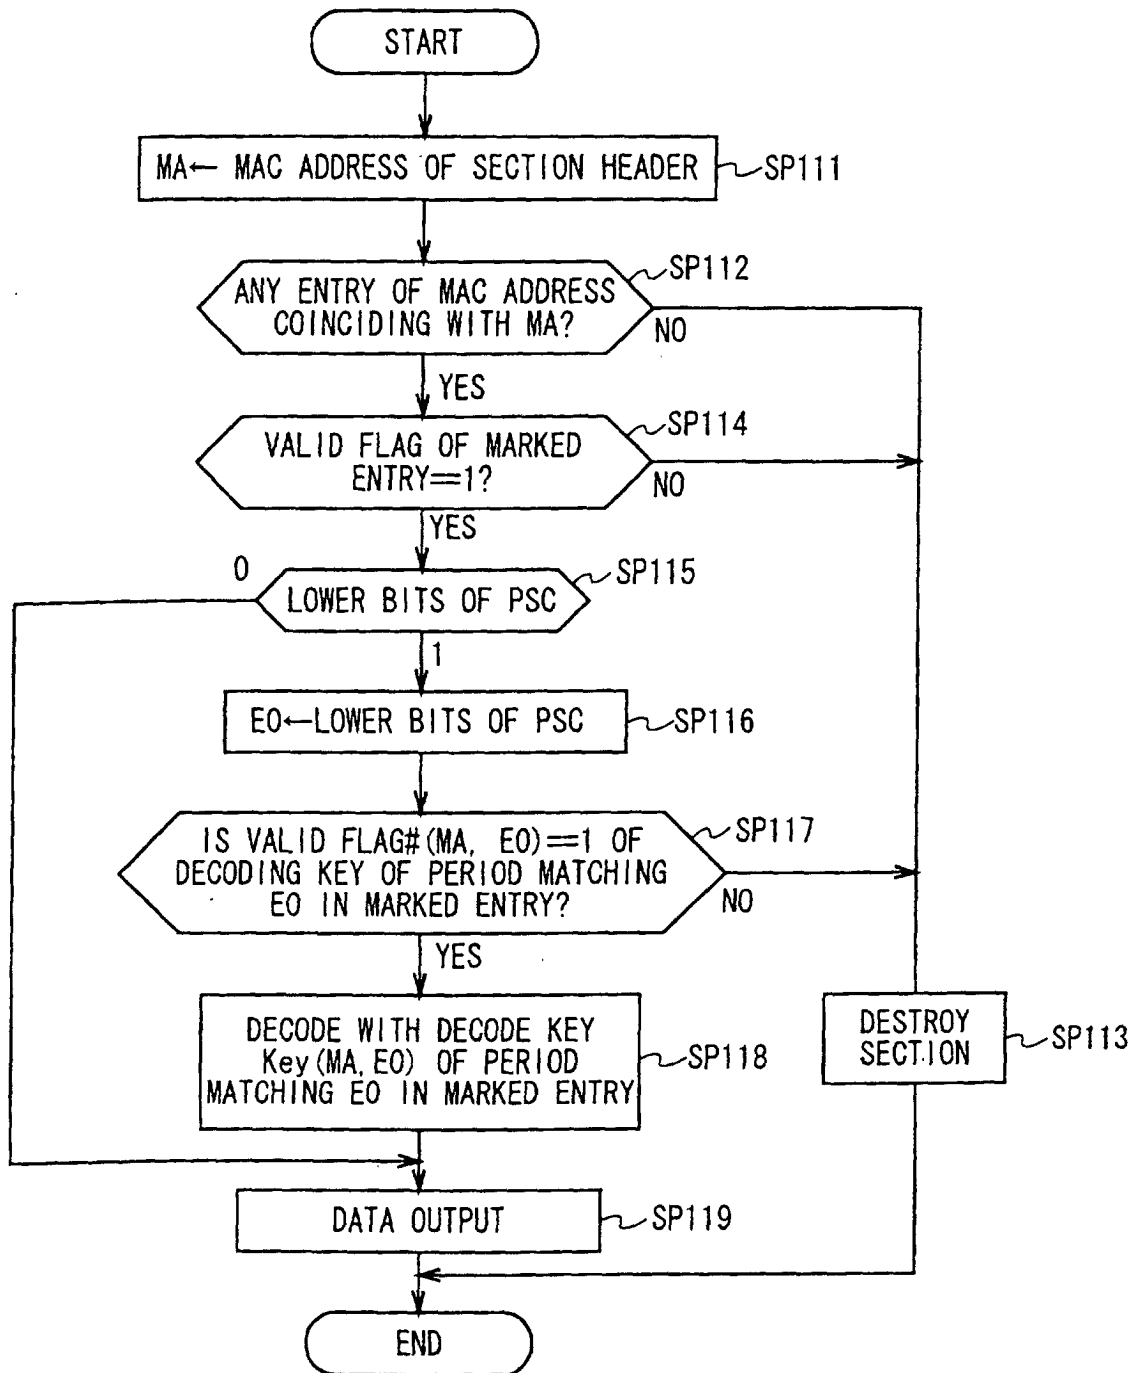 START
MA← MAC ADDRESS OF SECTION HEADER
SP111
SP112
ANY ENTRY OF MAC ADDRESS
COINCIDING WITH MA?
NO
YES
SP114
VALID FLAG OF MARKED
ENTRY==1?
NO
YES
0
SP115
LOWER BITS OF PSC
1
EO←LOWER BITS OF PSC
SP116
SP117
IS VALID FLAG#(MA, EO)==1 OF
DECODING KEY OF PERIOD MATCHING
EO IN MARKED ENTRY?
NO
YES
DECODE WITH DECODE KEY
Key(MA,EO) OF PERIOD
MATCHING EO IN MARKED ENTRY
SP118
DESTROY
SECTION
SP113
DATA OUTPUT
SP119
END